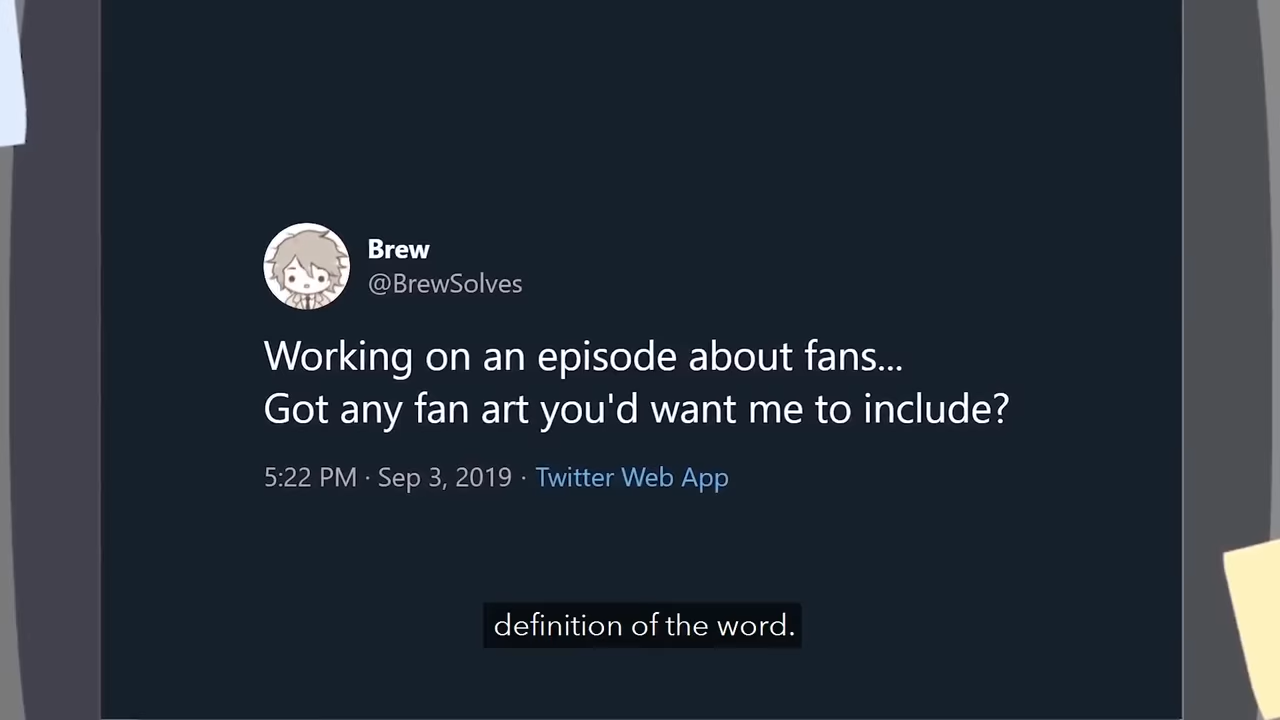 Brew
@BrewSolves
Working on an episode about fans...
Got any fan art you'd want me to include?
5:22 PM · Sep 3, 2019 · Twitter Web App
definition of the word.